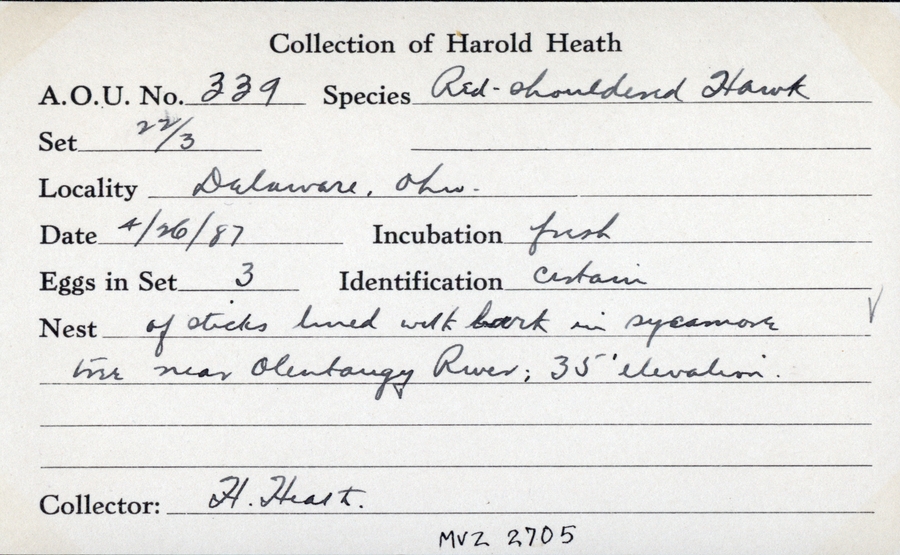 Collection of Harold Heath
A.O.U. No. 339 Species Red-shouldered Hawk
Set 22/3
Locality Delaware, Ohio.
Date 4/26/87 Incubation fresh
Eggs in Set 3 Identification certain
Nest of sticks lined with bark in sycamore
tree near Olentangy River; 35' elevation.
Collector: H. Heath.
MVZ 2705